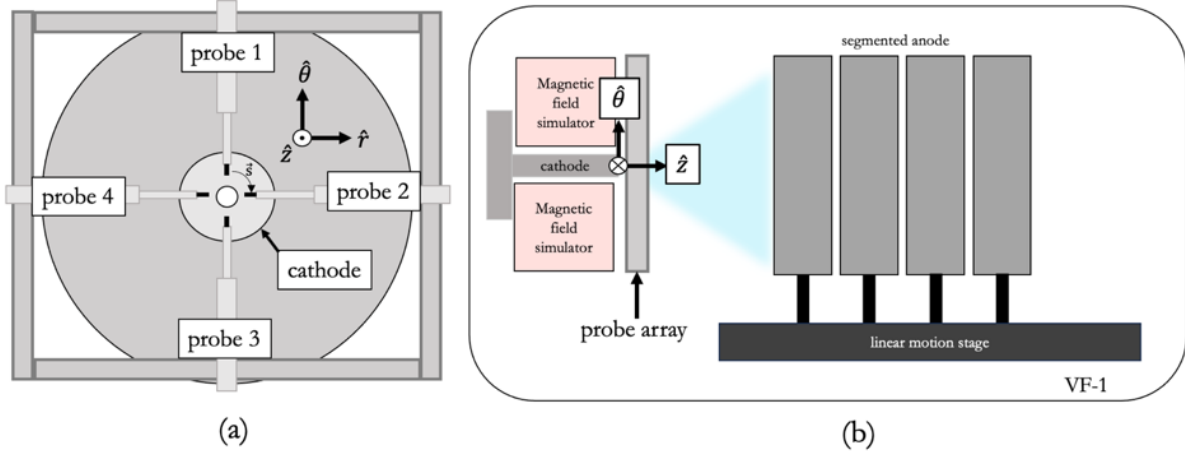 probe 1
θ̂
ẑ
r̂
s⃗
probe 4
probe 2
cathode
probe 3
(a)
segmented anode
Magnetic
field
simulator
θ̂
cathode
ẑ
Magnetic
field
simulator
probe array
linear motion stage
VF-1
(b)